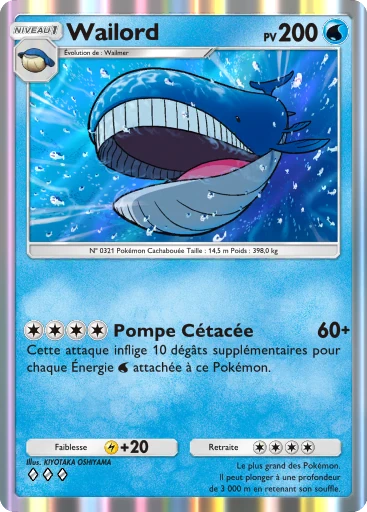 NIVEAU 1
Wailord
PV 200
Évolution de : Wailmer
N° 0321 Pokémon Cachabouée Taille : 14,5 m Poids : 398,0 kg
Pompe Cétacée 60+
Cette attaque inflige 10 dégâts supplémentaires pour
chaque Énergie attachée à ce Pokémon.
Faiblesse +20
Retraite
Illus. KIYOTAKA OSHIYAMA
Le plus grand des Pokémon.
Il peut plonger à une profondeur
de 3 000 m en retenant son souffle.